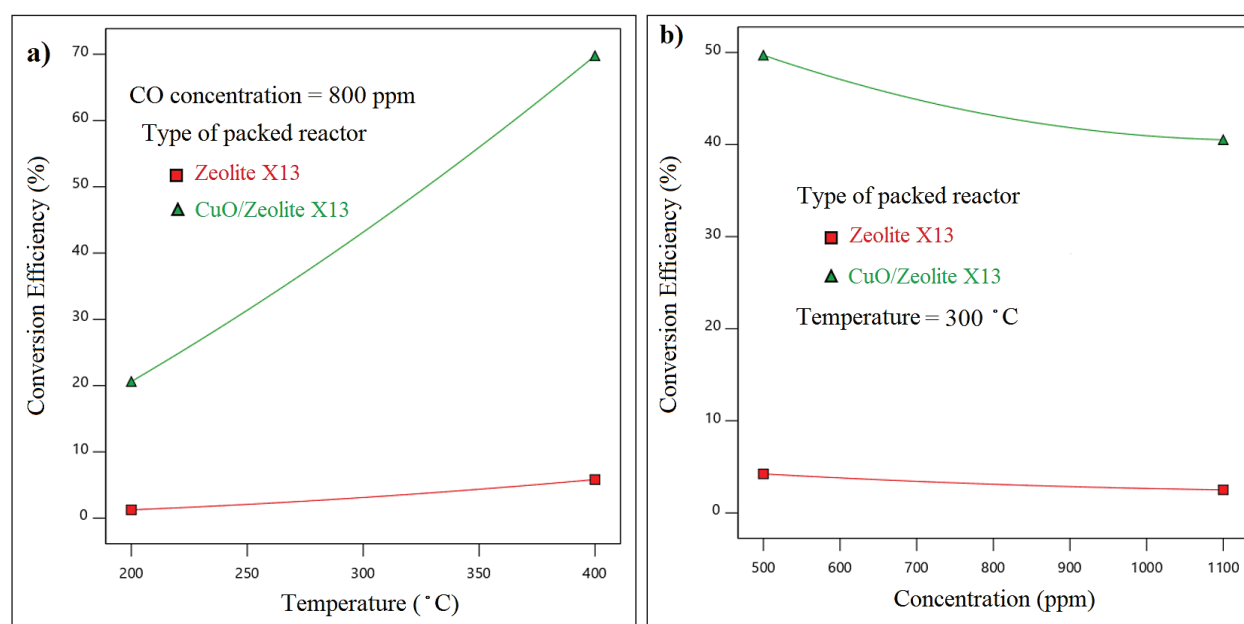 a)
CO concentration = 800 ppm
Type of packed reactor
Zeolite X13
CuO/Zeolite X13
Conversion Efficiency (%)
70
60
50
40
30
20
10
0
200
250
300
350
400
Temperature (°C)
b)
Type of packed reactor
Zeolite X13
CuO/Zeolite X13
Temperature = 300 °C
Conversion Efficiency (%)
50
40
30
20
10
0
500
600
700
800
900
1000
1100
Concentration (ppm)